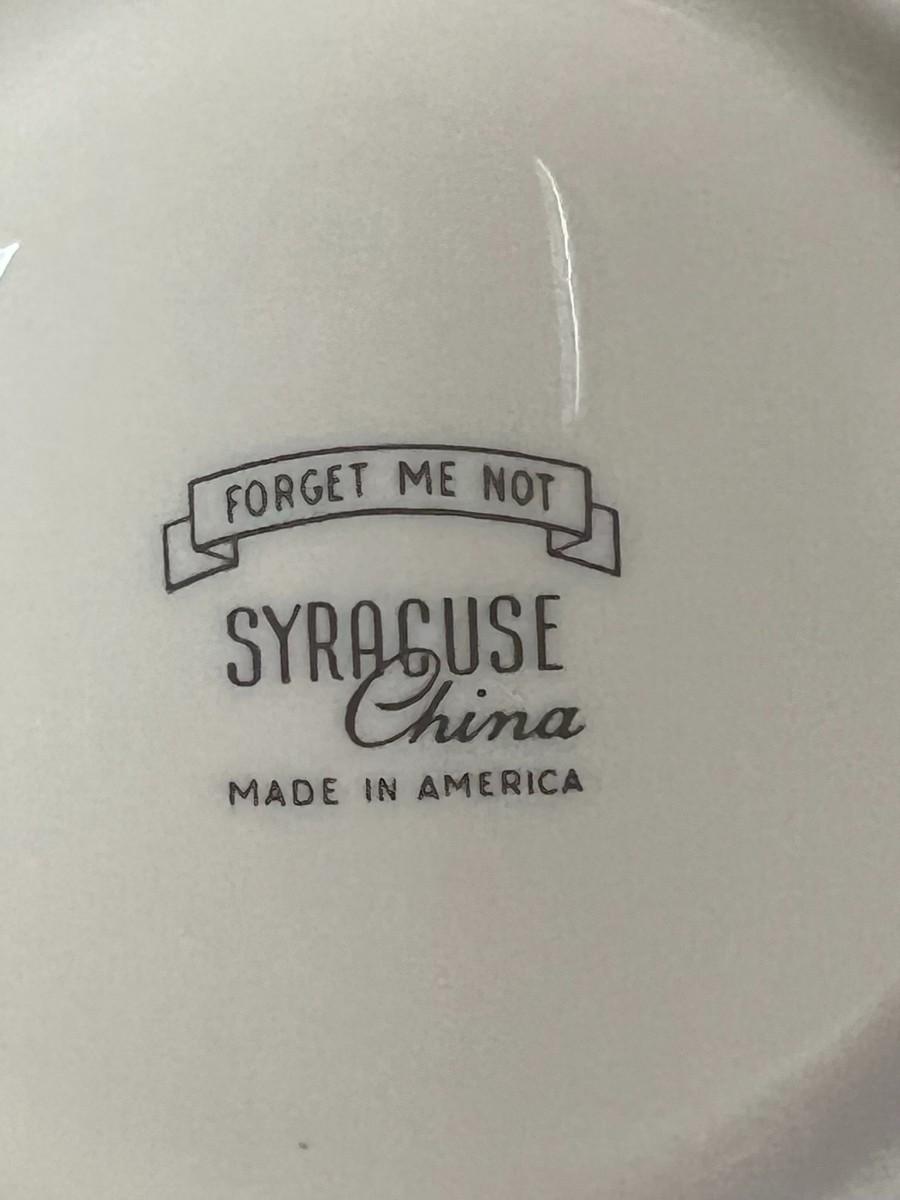 FORGET ME NOT
SYRACUSE
China
MADE IN AMERICA